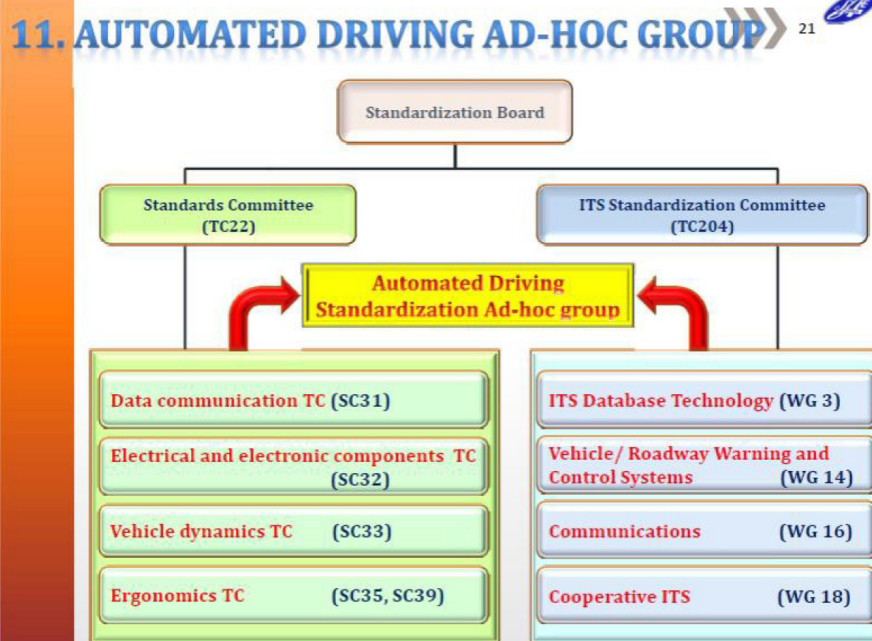 11. AUTOMATED DRIVING AD-HOC GROUP
21
Standardization Board
Standards Committee
(TC22)
ITS Standardization Committee
(TC204)
Automated Driving
Standardization Ad-hoc group
Data communication TC (SC31)
Electrical and electronic components TC
(SC32)
Vehicle dynamics TC (SC33)
Ergonomics TC (SC35, SC39)
ITS Database Technology (WG 3)
Vehicle/ Roadway Warning and
Control Systems (WG 14)
Communications (WG 16)
Cooperative ITS (WG 18)